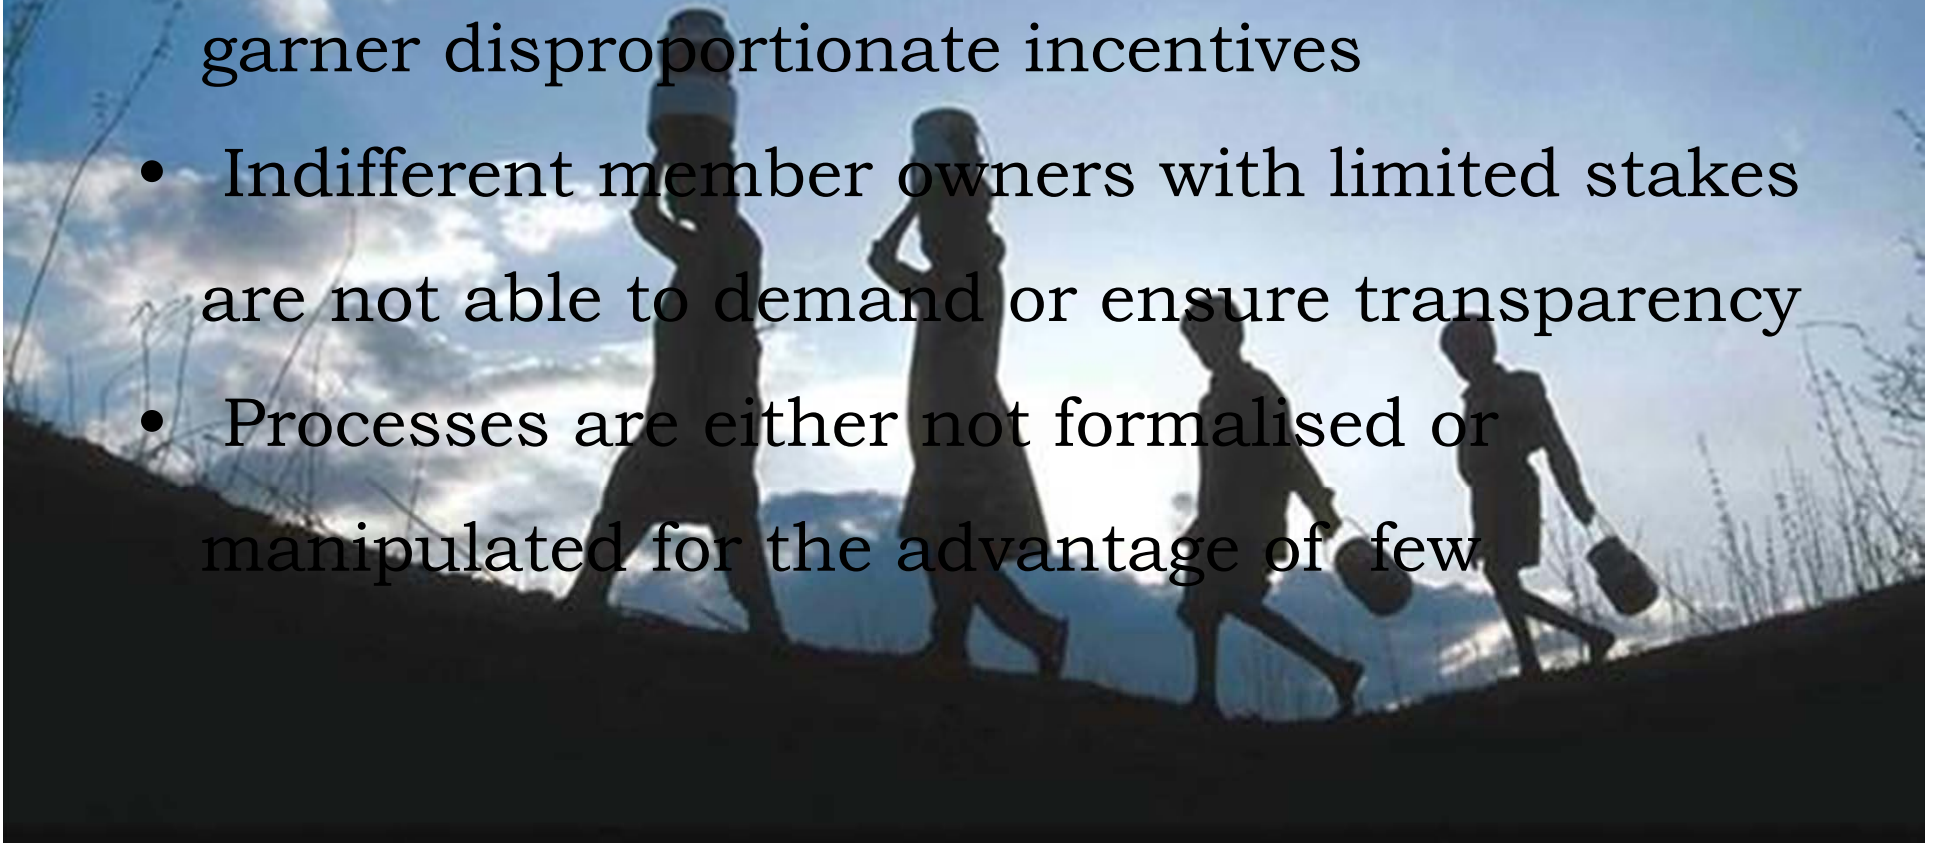 garner disproportionate incentives
• Indifferent member owners with limited stakes
are not able to demand or ensure transparency
• Processes are either not formalised or
manipulated for the advantage of  few